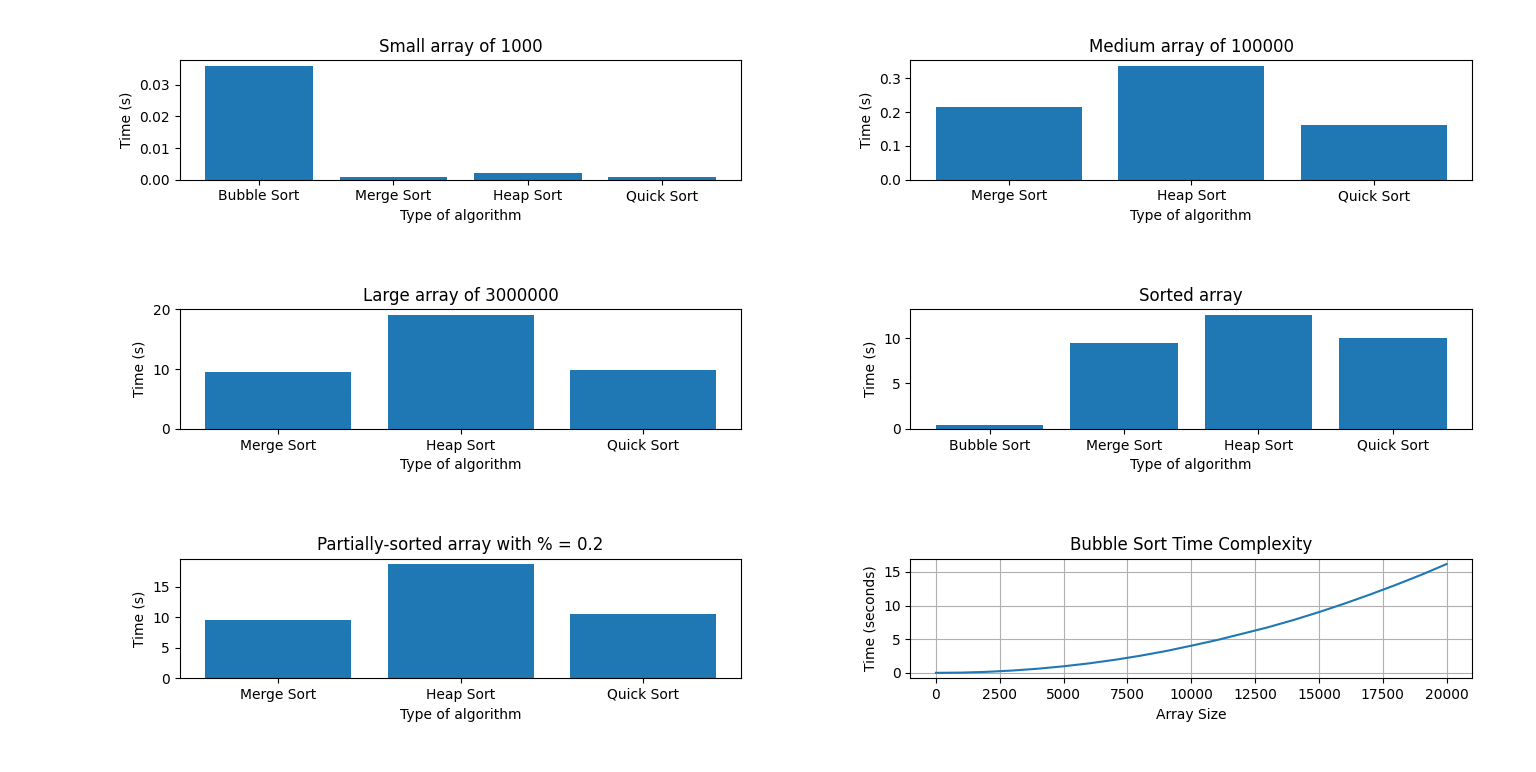 Small array of 1000
Time (s)
0.03
0.02
0.01
0.00
Bubble Sort Merge Sort Heap Sort Quick Sort
Type of algorithm
Medium array of 100000
Time (s)
0.3
0.2
0.1
0.0
Merge Sort Heap Sort Quick Sort
Type of algorithm
Large array of 3000000
Time (s)
20
10
0
Merge Sort Heap Sort Quick Sort
Type of algorithm
Sorted array
Time (s)
10
5
0
Bubble Sort Merge Sort Heap Sort Quick Sort
Type of algorithm
Partially-sorted array with % = 0.2
Time (s)
15
10
5
0
Merge Sort Heap Sort Quick Sort
Type of algorithm
Bubble Sort Time Complexity
Time (seconds)
15
10
5
0
0 2500 5000 7500 10000 12500 15000 17500 20000
Array Size